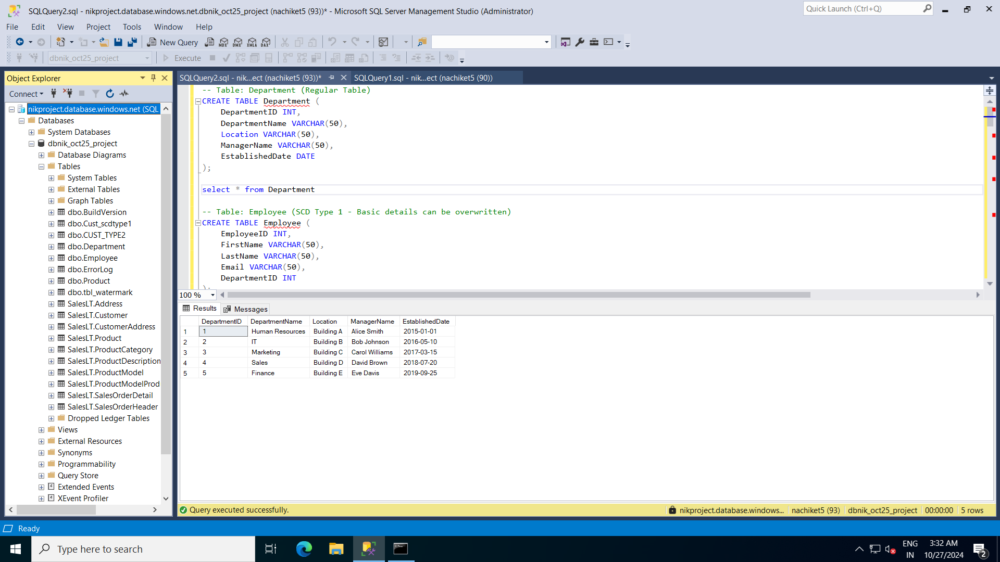 SQLQuery2.sql - nikproject.database.windows.net.dbnik_oct25_project (nachiket5 (93))* - Microsoft SQL Server Management Studio (Administrator)
Quick Launch (Ctrl+Q)
File Edit View Project Tools Window Help
New Query MDX DMX XMLA DAX
dbnik_oct25_project Execute
Object Explorer
Connect
nikproject.database.windows.net (SQL
Databases
System Databases
dbnik_oct25_project
Database Diagrams
Tables
System Tables
External Tables
Graph Tables
dbo.BuildVersion
dbo.Cust_scdtype1
dbo.CUST_TYPE2
dbo.Department
dbo.Employee
dbo.ErrorLog
dbo.Product
dbo.tbl_watermark
SalesLT.Address
SalesLT.Customer
SalesLT.CustomerAddress
SalesLT.Product
SalesLT.ProductCategory
SalesLT.ProductDescription
SalesLT.ProductModel
SalesLT.ProductModelProd
SalesLT.SalesOrderDetail
SalesLT.SalesOrderHeader
Dropped Ledger Tables
Views
External Resources
Synonyms
Programmability
Query Store
Extended Events
XEvent Profiler
SQLQuery2.sql - nik...ect (nachiket5 (93))* SQLQuery1.sql - nik...ect (nachiket5 (90))
-- Table: Department (Regular Table)
CREATE TABLE Department (
DepartmentID INT,
DepartmentName VARCHAR(50),
Location VARCHAR(50),
ManagerName VARCHAR(50),
EstablishedDate DATE
);
select * from Department
-- Table: Employee (SCD Type 1 - Basic details can be overwritten)
CREATE TABLE Employee (
EmployeeID INT,
FirstName VARCHAR(50),
LastName VARCHAR(50),
Email VARCHAR(50),
DepartmentID INT
);
100 %
Results Messages
DepartmentID DepartmentName Location ManagerName EstablishedDate
1 1 Human Resources Building A Alice Smith 2015-01-01
2 2 IT Building B Bob Johnson 2016-05-10
3 3 Marketing Building C Carol Williams 2017-03-15
4 4 Sales Building D David Brown 2018-07-20
5 5 Finance Building E Eve Davis 2019-09-25
Query executed successfully. nikproject.database.windows... nachiket5 (93) dbnik_oct25_project 00:00:00 5 rows
Ready
Type here to search
ENG
IN
3:32 AM
10/27/2024
2